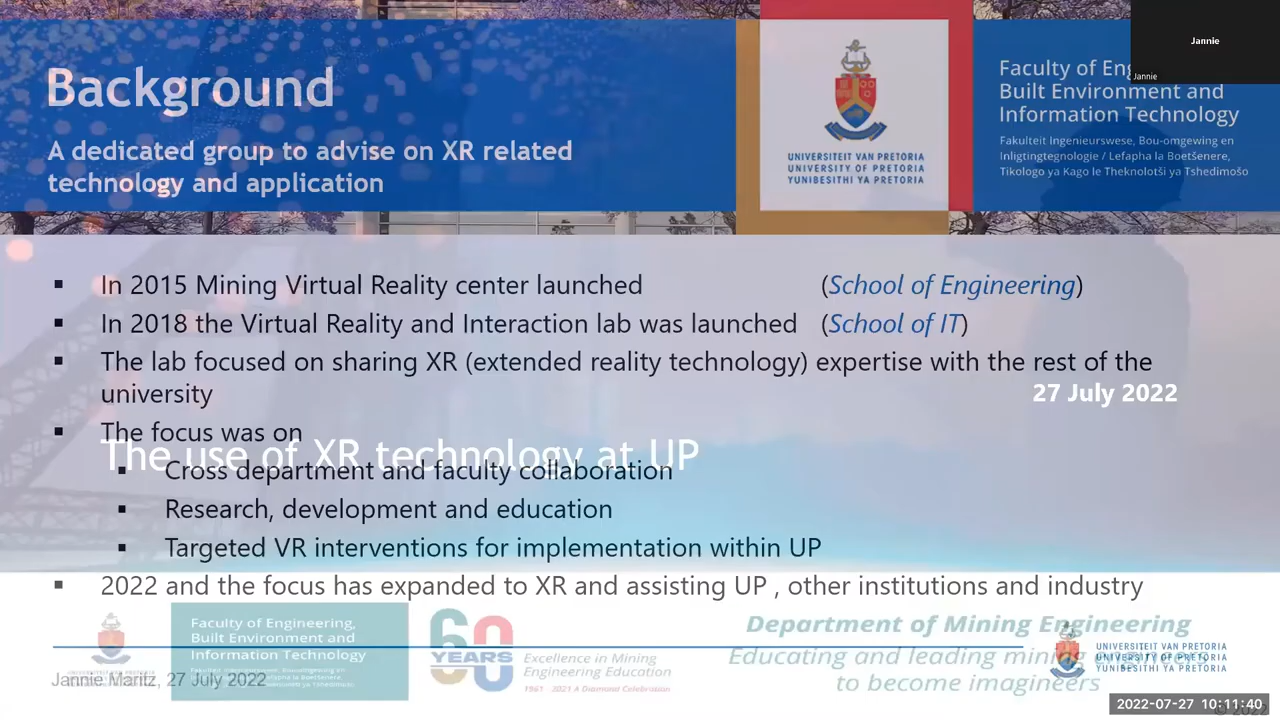 Jannie
Jannie
Background
A dedicated group to advise on XR related
technology and application
UNIVERSITEIT VAN PRETORIA
UNIVERSITY OF PRETORIA
YUNIBESITHI YA PRETORIA
Faculty of Eng
Built Environment and
Information Technology
Fakulteit Ingenieurswese, Bou-omgewing en
Inligtingtegnologie / Lefapha la Boetšenere,
Tikologo ya Kago le Theknolotši ya Tshedimošo
▪ In 2015 Mining Virtual Reality center launched (School of Engineering)
▪ In 2018 the Virtual Reality and Interaction lab was launched (School of IT)
▪ The lab focused on sharing XR (extended reality technology) expertise with the rest of the
university
27 July 2022
▪ The focus was on
The use of XR technology at UP
▪ Cross department and faculty collaboration
▪ Research, development and education
▪ Targeted VR interventions for implementation within UP
▪ 2022 and the focus has expanded to XR and assisting UP , other institutions and industry
Faculty of Engineering,
Built Environment and
Information Technology
60
YEARS
Excellence in Mining
Engineering Education
1961 - 2021 A Diamond Celebration
Department of Mining Engineering
Educating and leading mining
to become imagineers
UNIVERSITEIT VAN PRETORIA
UNIVERSITY OF PRETORIA
YUNIBESITHI YA PRETORIA
Jannie Maritz, 27 July 2022
2022-07-27 10:11:40
© 2022